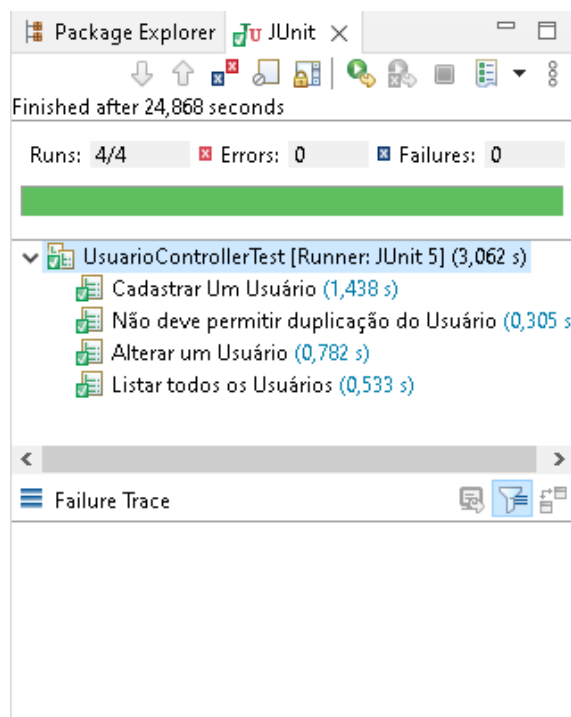 Package Explorer JUnit
Finished after 24,868 seconds
Runs: 4/4 Errors: 0 Failures: 0
UsuarioControllerTest [Runner: JUnit 5] (3,062 s)
Cadastrar Um Usuário (1,438 s)
Não deve permitir duplicação do Usuário (0,305 s
Alterar um Usuário (0,782 s)
Listar todos os Usuários (0,533 s)
Failure Trace